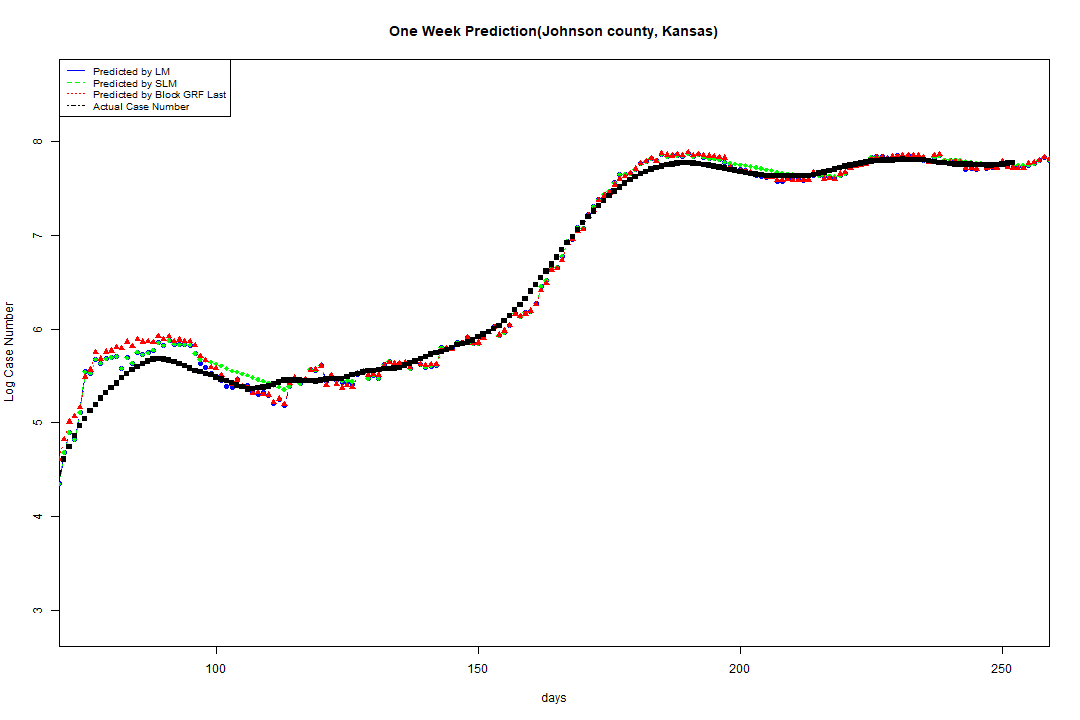 One Week Prediction(Johnson county, Kansas)
Predicted by LM
Predicted by SLM
Predicted by Block GRF Last
Actual Case Number
8
7
6
5
4
3
Log Case Number
100
150
200
250
days